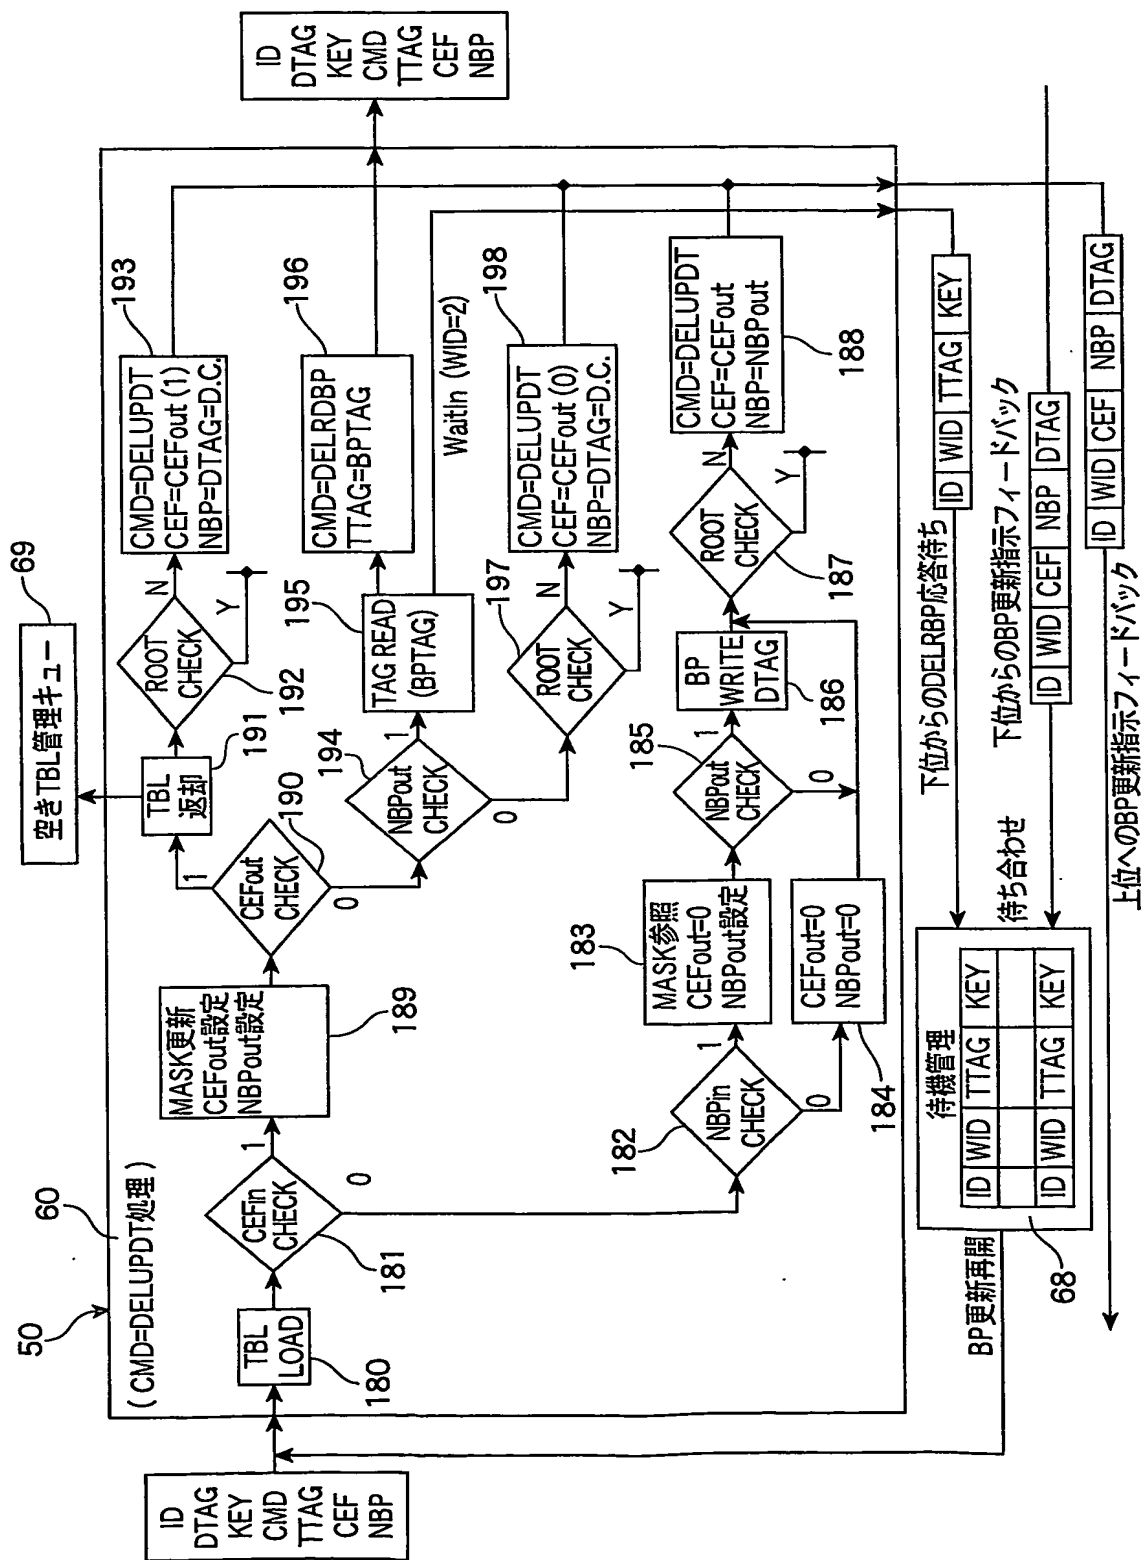 50
60
( CMD=DELUPDT処理 )
ID
DTAG
KEY
CMD
TTAG
CEF
NBP
TBL
LOAD
180
CEFin
CHECK
181
1
0
MASK更新
CEFout設定
NBPout設定
189
CEFout
CHECK
190
1
0
TBL
返却
191
空きTBL管理キュー
69
ROOT
CHECK
192
N
Y
CMD=DELUPDT
CEF=CEFout (1)
NBP=DTAG=D.C.
193
NBPout
CHECK
194
1
0
TAG READ
(BPTAG)
195
CMD=DELRDBP
TTAG=BPTAG
196
WaitIn (WID=2)
ROOT
CHECK
197
N
Y
CMD=DELUPDT
CEF=CEFout (0)
NBP=DTAG=D.C.
198
NBPin
CHECK
182
1
0
MASK参照
CEFout=0
NBPout設定
183
CEFout=0
NBPout=0
184
NBPout
CHECK
185
1
0
BP
WRITE
DTAG
186
ROOT
CHECK
187
N
Y
CMD=DELUPDT
CEF=CEFout
NBP=NBPout
188
ID
DTAG
KEY
CMD
TTAG
CEF
NBP
BP更新再開
待機管理
ID WID TTAG KEY
ID WID TTAG KEY
68
下位からのDELRBP応答待ち
ID WID TTAG KEY
待ち合わせ
下位からのBP更新指示フィードバック
ID WID CEF NBP DTAG
上位へのBP更新指示フィードバック
ID WID CEF NBP DTAG